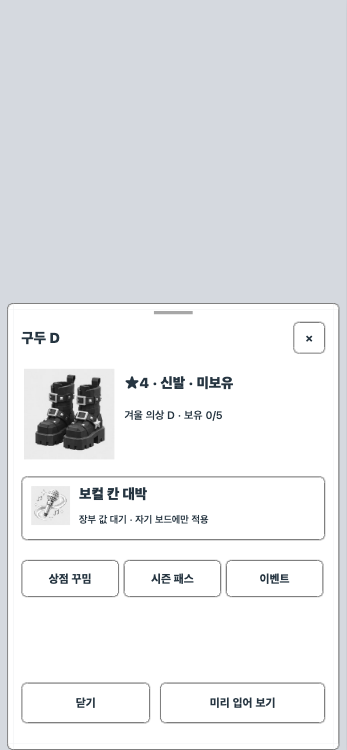 구두 D
×
★4 · 신발 · 미보유
겨울 의상 D · 보유 0/5
보컬 칸 대박
장부 값 대기 · 자기 보드에만 적용
상점 꾸밈
시즌 패스
이벤트
닫기
미리 입어 보기